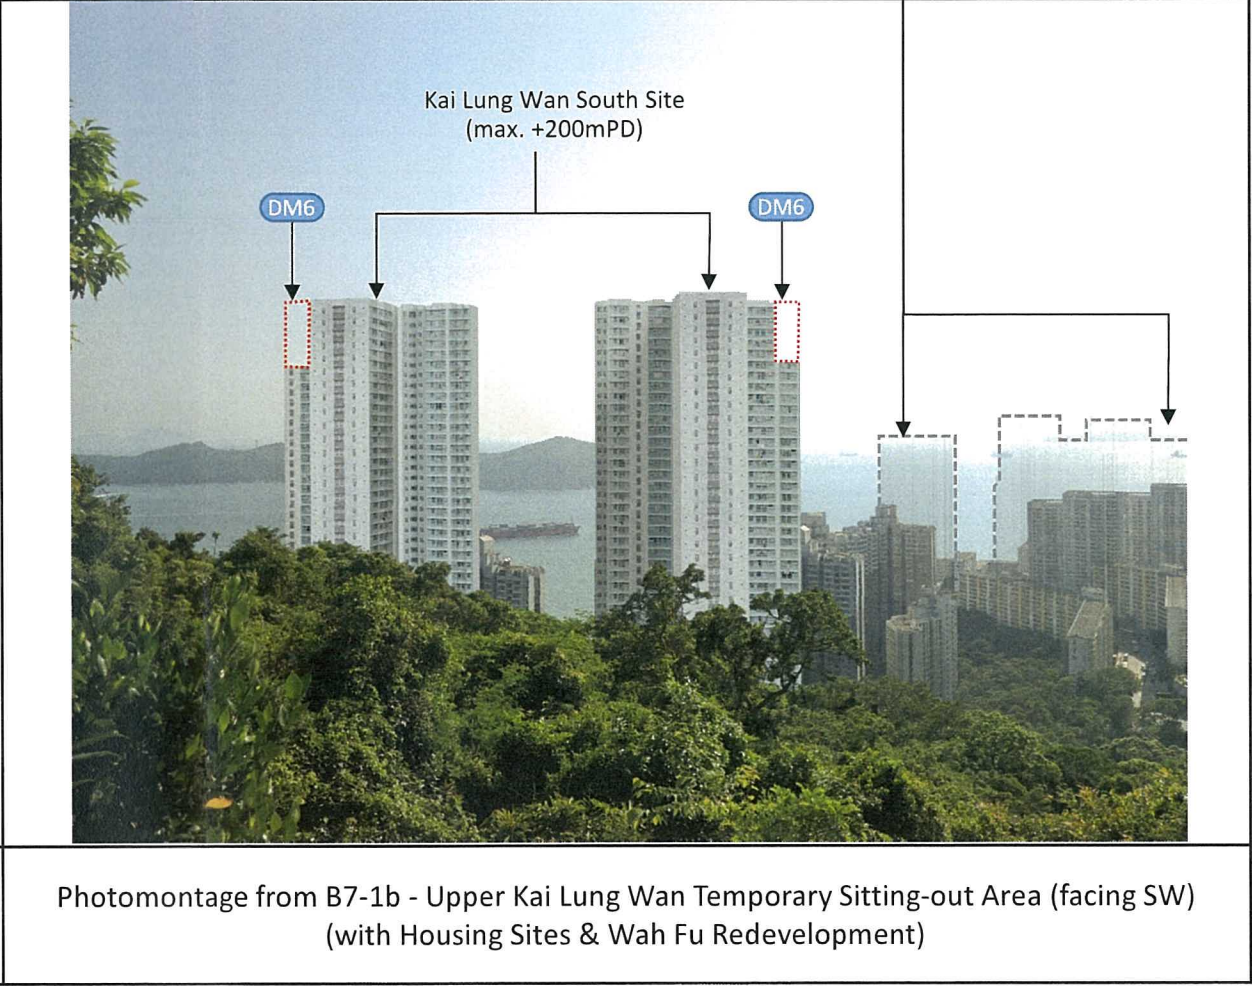 Kai Lung Wan South Site
(max. +200mPD)
DM6
DM6
Photomontage from B7-1b - Upper Kai Lung Wan Temporary Sitting-out Area (facing SW)
(with Housing Sites & Wah Fu Redevelopment)